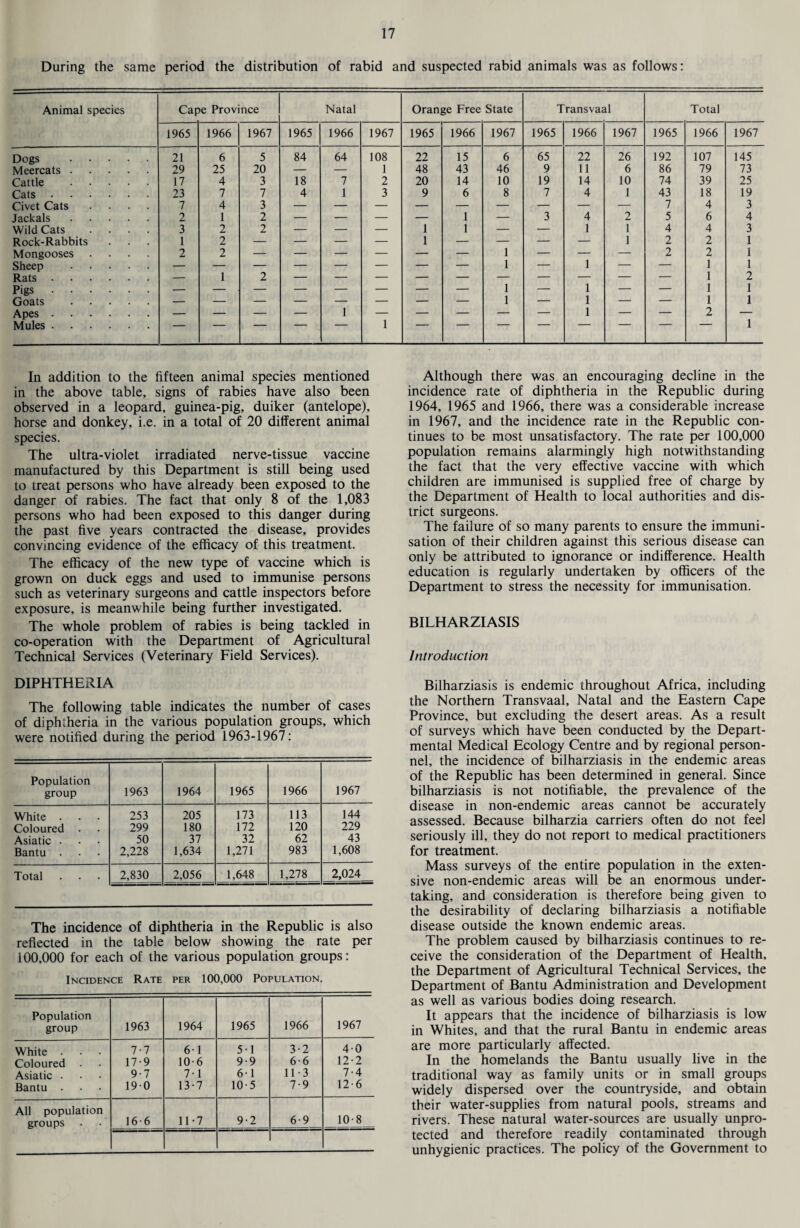 17
During the same period the distribution of rabid and suspected rabid animals was as follows:
Animal species Cape Province Natal Orange Free State Transvaal Total
1965 1966 1967 1965 1966 1967 1965 1966 1967 1965 1966 1967 1965 1966 1967
Dogs . . . . . 21 6 5 84 64 108 22 15 6 65 22 26 192 107 145
Meercats . . . . . 29 25 20 — — 1 48 43 46 9 11 6 86 79 73
Cattle . . . . . 17 4 3 18 7 2 20 14 10 19 14 10 74 39 25
Cats . . . . . . 23 7 7 4 1 3 9 6 8 7 4 1 43 18 19
Civet Cats . . . . 7 4 3 — — — — — — — — — 7 4 3
Jackals . . . . . 2 1 2 — — — — 1 — 3 4 2 5 6 4
Wild Cats . . . . 3 2 2 — — — 1 1 — — 1 1 4 4 3
Rock-Rabbits . . . 1 2 — — — — 1 — — — — 1 2 2 1
Mongooses . . . . 2 2 — — — — — — 1 — — — 2 2 1
Sheep . . . . . — — — — — — — — 1 — 1 — — 1 1
Rats . . . . . . — 1 2 — — — — — — — — — — 1 2
Pigs . . . . . . — — — — — — — — 1 — 1 — — 1 1
Goats . . . . . — — — — — — — — 1 — 1 — — 1 1
Apes . . . . . . — — — — 1 — — — — — 1 — — 2 —
Mules . . . . . . — — — — — 1 — — — — — — — — 1
In addition to the fifteen animal species mentioned
in the above table, signs of rabies have also been
observed in a leopard, guinea-pig, duiker (antelope),
horse and donkey, i.e. in a total of 20 different animal
species.
The ultra-violet irradiated nerve-tissue vaccine
manufactured by this Department is still being used
to treat persons who have already been exposed to the
danger of rabies. The fact that only 8 of the 1,083
persons who had been exposed to this danger during
the past five years contracted the disease, provides
convincing evidence of the efficacy of this treatment.
The efficacy of the new type of vaccine which is
grown on duck eggs and used to immunise persons
such as veterinary surgeons and cattle inspectors before
exposure, is meanwhile being further investigated.
The whole problem of rabies is being tackled in
co-operation with the Department of Agricultural
Technical Services (Veterinary Field Services).
DIPHTHERIA
The following table indicates the number of cases
of diphtheria in the various population groups, which
were notified during the period 1963-1967:
Population
group 1963 1964 1965 1966 1967
White . . . 253 205 173 113 144
Coloured . . 299 180 172 120 229
Asiatic . . . 50 37 32 62 43
Bantu . . . 2,228 1,634 1,271 983 1,608
Total . . . 2,830 2,056 1,648 1,278 2,024
The incidence of diphtheria in the Republic is also
reflected in the table below showing the rate per
100,000 for each of the various population groups:
Incidence Rate per 100,000 Population.
Population
group 1963 1964 1965 1966 1967
White . . . 7·7 6·1 5·1 3·2 4·0
Coloured . . 17·9 10·6 9·9 6·6 12·2
Asiatic . . . 9·7 7·1 6·1 11·3 7·4
Bantu . . . 19·0 13·7 10·5 7·9 12·6
All population
groups . . 16·6 11·7 9·2 6·9 10·8
Although there was an encouraging decline in the
incidence rate of diphtheria in the Republic during
1964, 1965 and 1966, there was a considerable increase
in 1967, and the incidence rate in the Republic con-
tinues to be most unsatisfactory. The rate per 100,000
population remains alarmingly high notwithstanding
the fact that the very effective vaccine with which
children are immunised is supplied free of charge by
the Department of Health to local authorities and dis-
trict surgeons.
The failure of so many parents to ensure the immuni-
sation of their children against this serious disease can
only be attributed to ignorance or indifference. Health
education is regularly undertaken by officers of the
Department to stress the necessity for immunisation.
BILHARZIASIS
Introduction
Bilharziasis is endemic throughout Africa, including
the Northern Transvaal, Natal and the Eastern Cape
Province, but excluding the desert areas. As a result
of surveys which have been conducted by the Depart-
mental Medical Ecology Centre and by regional person-
nel, the incidence of bilharziasis in the endemic areas
of the Republic has been determined in general. Since
bilharziasis is not notifiable, the prevalence of the
disease in non-endemic areas cannot be accurately
assessed. Because bilharzia carriers often do not feel
seriously ill, they do not report to medical practitioners
for treatment.
Mass surveys of the entire population in the exten-
sive non-endemic areas will be an enormous under-
taking, and consideration is therefore being given to
the desirability of declaring bilharziasis a notifiable
disease outside the known endemic areas.
The problem caused by bilharziasis continues to re-
ceive the consideration of the Department of Health,
the Department of Agricultural Technical Services, the
Department of Bantu Administration and Development
as well as various bodies doing research.
It appears that the incidence of bilharziasis is low
in Whites, and that the rural Bantu in endemic areas
are more particularly affected.
In the homelands the Bantu usually live in the
traditional way as family units or in small groups
widely dispersed over the countryside, and obtain
their water-supplies from natural pools, streams and
rivers. These natural water-sources are usually unpro-
tected and therefore readily contaminated through
unhygienic practices. The policy of the Government to